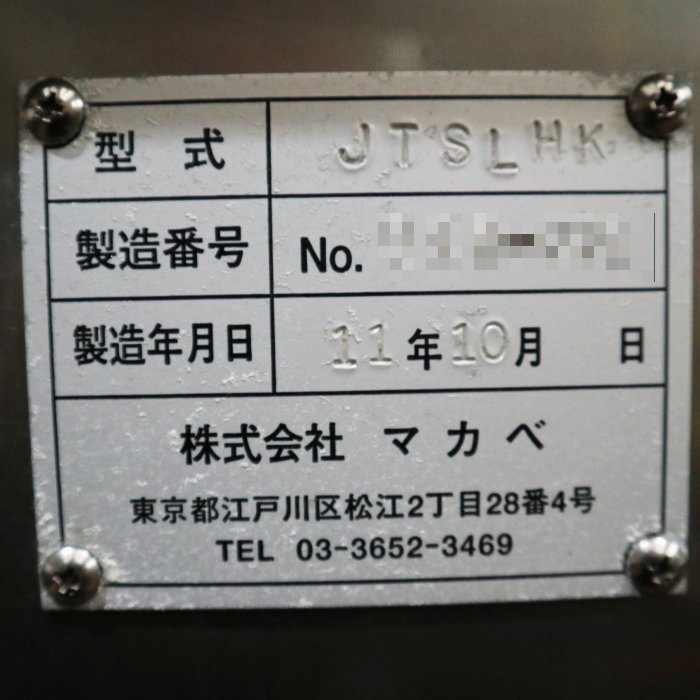 型式 JTSLHK
製造番号 No.
製造年月日 11年10月 日
株式会社 マカベ
東京都江戸川区松江2丁目28番4号
TEL 03-3652-3469